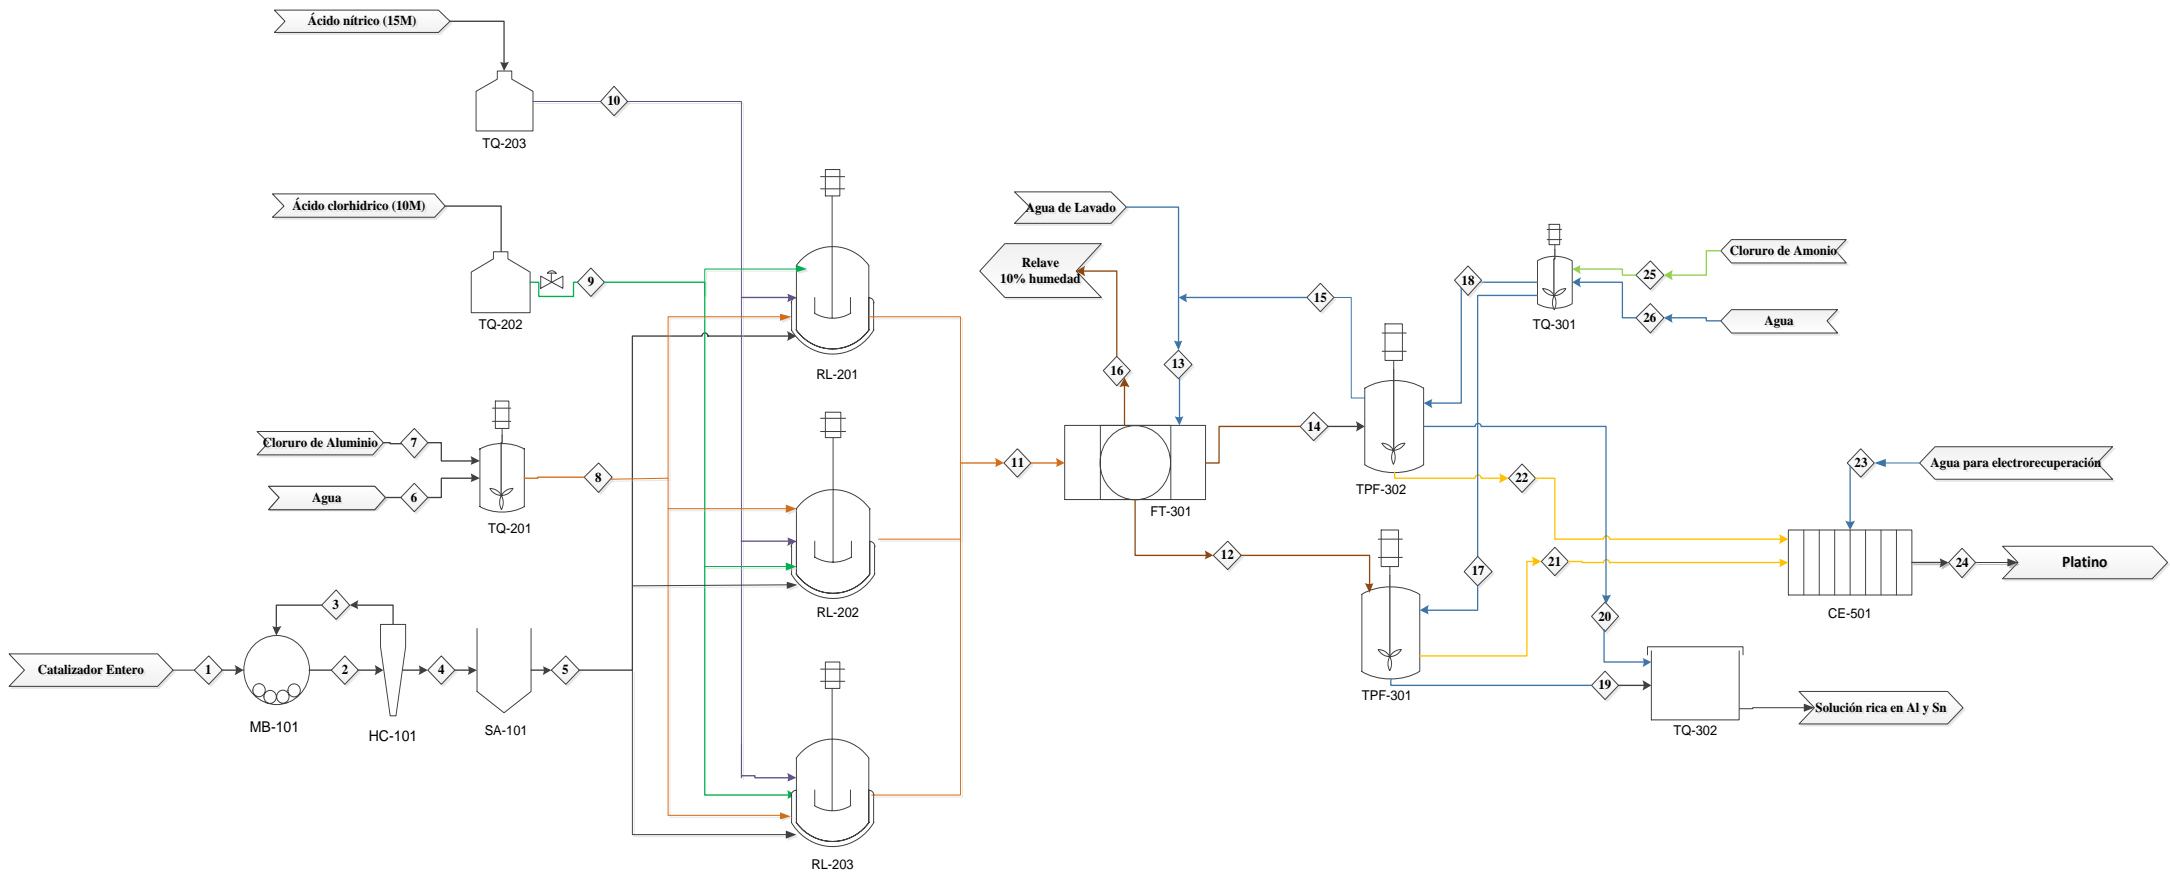 Ácido nítrico (15M)
10
TQ-203
Ácido clorhidrico (10M)
9
TQ-202
Cloruro de Aluminio
7
Agua
6
8
TQ-201
3
Catalizador Entero
1
2
4
5
MB-101
HC-101
SA-101
RL-201
RL-202
RL-203
11
Agua de Lavado
Relave
10% humedad
15
13
16
14
FT-301
12
18
25
Cloruro de Amonio
26
Agua
TQ-301
TPF-302
22
17
21
TPF-301
20
19
23
Agua para electrorecuperación
24
Platino
CE-501
TQ-302
Solución rica en Al y Sn